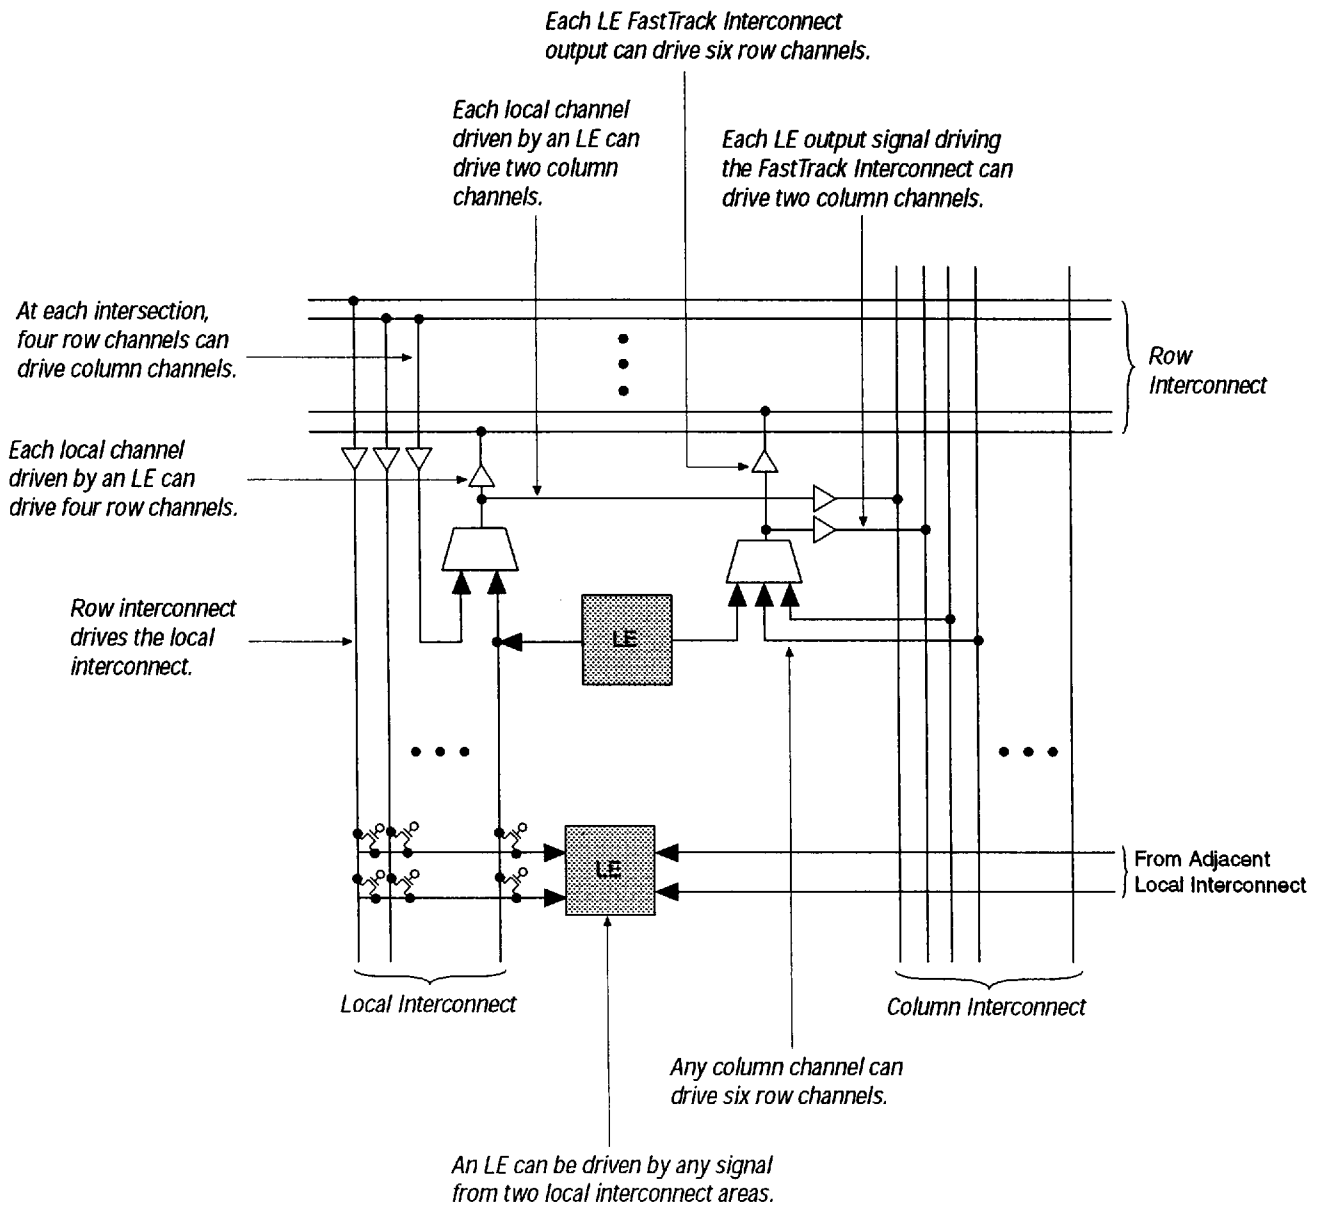 Each LE FastTrack Interconnect
output can drive six row channels.
Each local channel
driven by an LE can
drive two column
channels.
Each LE output signal driving
the FastTrack Interconnect can
drive two column channels.
At each intersection,
four row channels can
drive column channels.
Row
Interconnect
Each local channel
driven by an LE can
drive four row channels.
Row interconnect
drives the local
interconnect.
LE
LE
From Adjacent
Local Interconnect
Local Interconnect
Column Interconnect
Any column channel can
drive six row channels.
An LE can be driven by any signal
from two local interconnect areas.